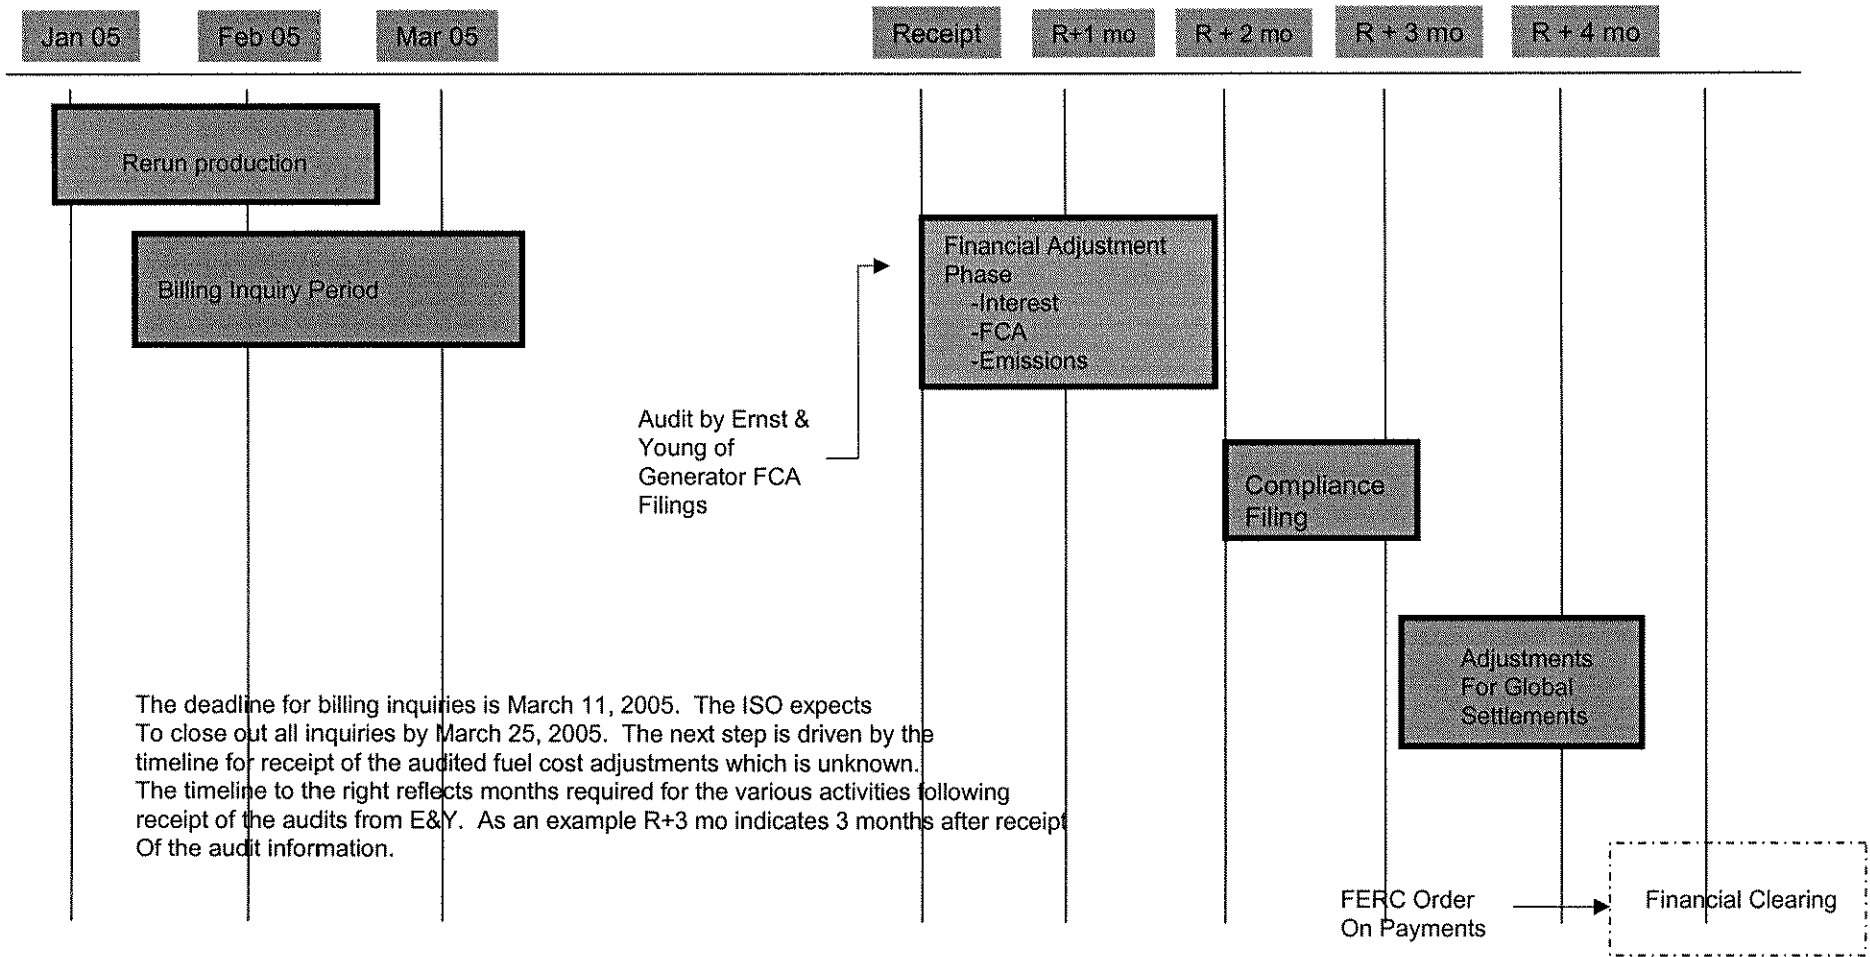 Jan 05
Feb 05
Mar 05
Receipt
R+1 mo
R + 2 mo
R + 3 mo
R + 4 mo
Rerun production
Billing Inquiry Period
Financial Adjustment
Phase
-Interest
-FCA
-Emissions
Audit by Ernst &
Young of
Generator FCA
Filings
Compliance
Filing
Adjustments
For Global
Settlements
The deadline for billing inquiries is March 11, 2005. The ISO expects
To close out all inquiries by March 25, 2005. The next step is driven by the
timeline for receipt of the audited fuel cost adjustments which is unknown.
The timeline to the right reflects months required for the various activities following
receipt of the audits from E&Y. As an example R+3 mo indicates 3 months after receipt
Of the audit information.
FERC Order
On Payments
Financial Clearing